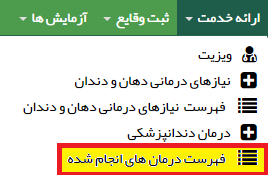 ارائه خدمت ثبت وقایع آزمایش ها
ویزیت
نیازهای درمانی دهان و دندان
فهرست نیازهای درمانی دهان و دندان
درمان دندانپزشکی
فهرست درمان های انجام شده